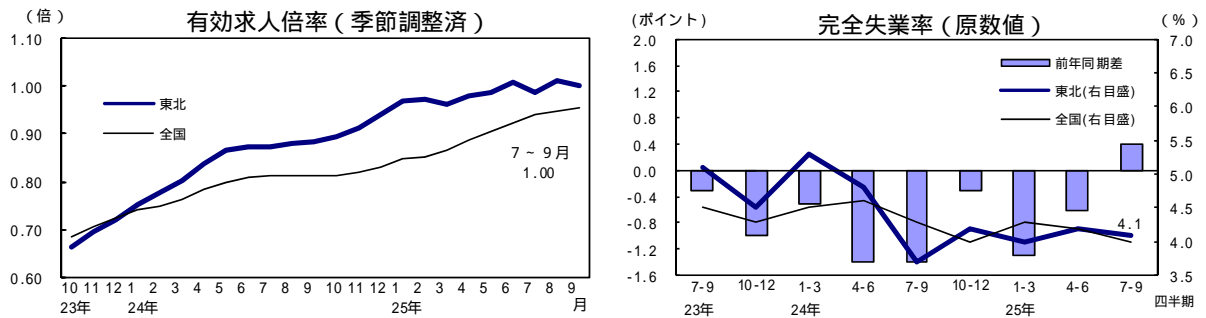 有効求人倍率（季節調整済）
（倍）
1.10
1.00
0.90
0.80
0.70
0.60
東北
全国
7～9月
1.00
10 11 12 1 2 3 4 5 6 7 8 9 10 11 12 1 2 3 4 5 6 7 8 9
23年 24年 25年 月
完全失業率（原数値）
(ポイント)
（%）
2.0
1.6
1.2
0.8
0.4
0.0
-0.4
-0.8
-1.2
-1.6
7.0
6.5
6.0
5.5
5.0
4.5
4.0
3.5
前年同期差
東北(右目盛)
全国(右目盛)
4.1
7-9 10-12 1-3 4-6 7-9 10-12 1-3 4-6 7-9
23年 24年 25年 四半期